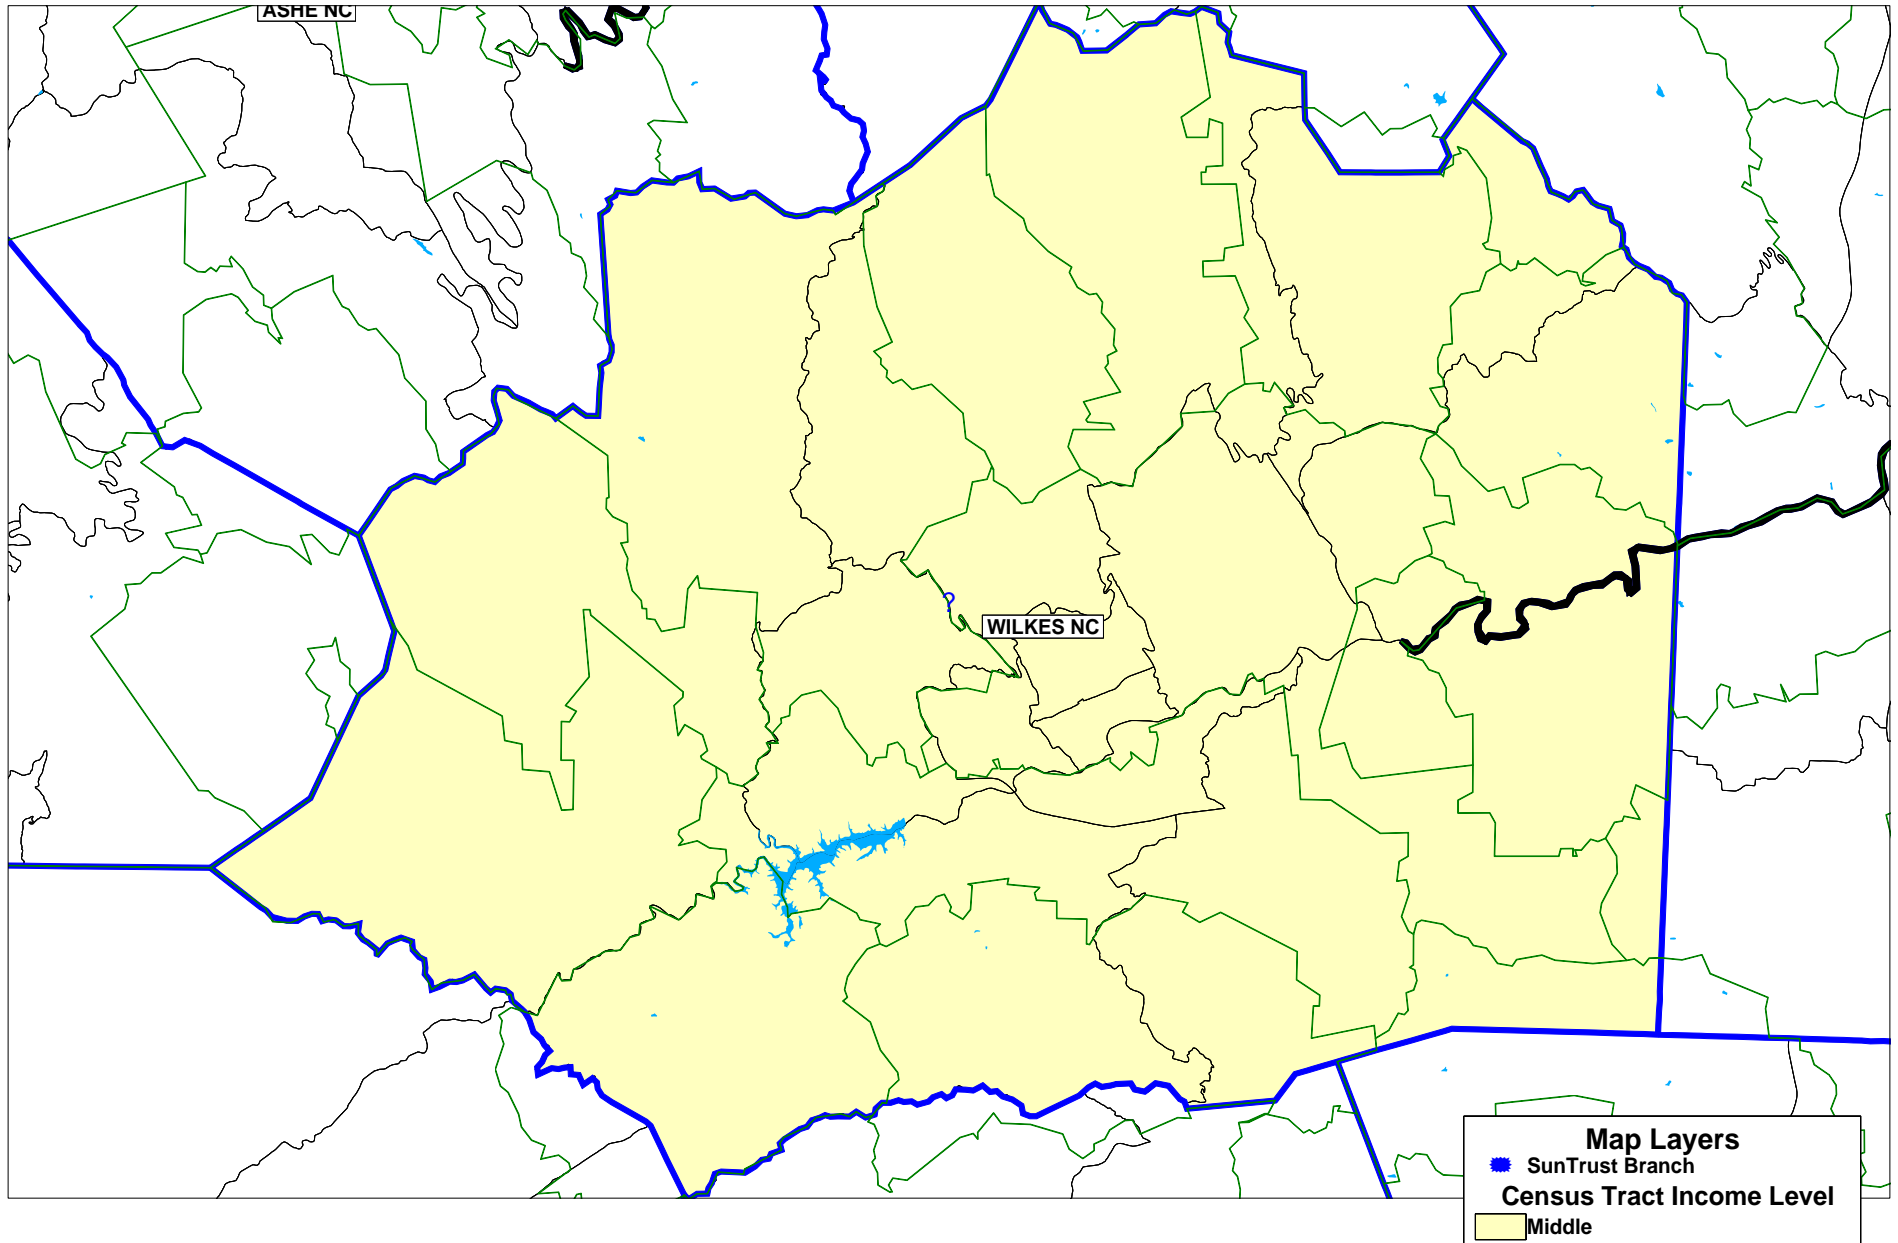 ASHE NC
?
WILKES NC
Map Layers
SunTrust Branch
Census Tract Income Level
Middle